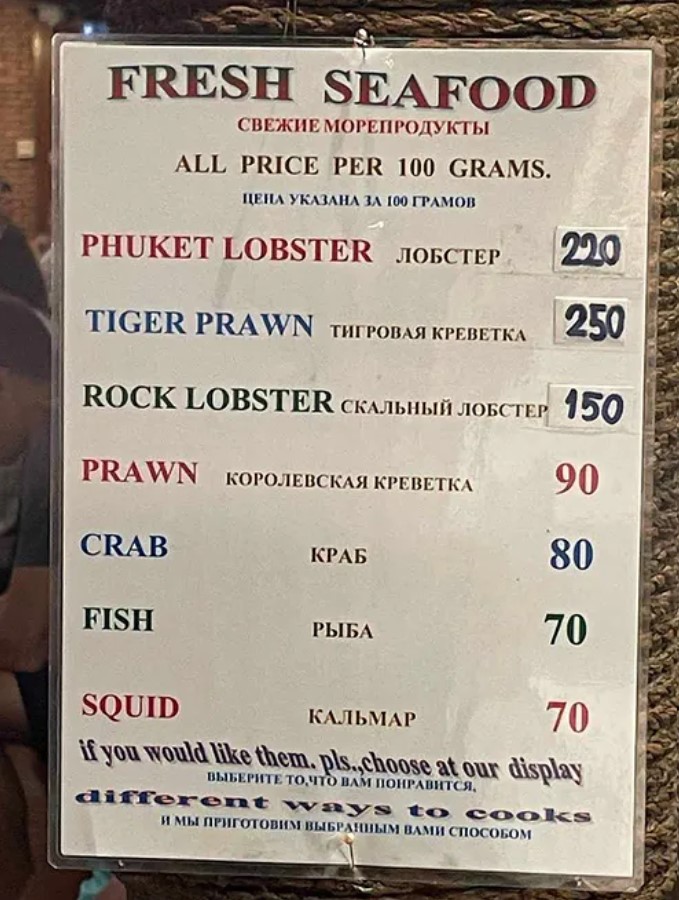 FRESH SEAFOOD
СВЕЖИЕ МОРЕПРОДУКТЫ
ALL PRICE PER 100 GRAMS.
ЦЕНА УКАЗАНА ЗА 100 ГРАМОВ
PHUKET LOBSTER ЛОБСТЕР 220
TIGER PRAWN ТИГРОВАЯ КРЕВЕТКА 250
ROCK LOBSTER СКАЛЬНЫЙ ЛОБСТЕР 150
PRAWN КОРОЛЕВСКАЯ КРЕВЕТКА 90
CRAB КРАБ 80
FISH РЫБА 70
SQUID КАЛЬМАР 70
if you would like them. pls.,choose at our display
ВЫБЕРИТЕ ТО,ЧТО ВАМ ПОНРАВИТСЯ,
different ways to cooks
И МЫ ПРИГОТОВИМ ВЫБРАННЫМ ВАМИ СПОСОБОМ